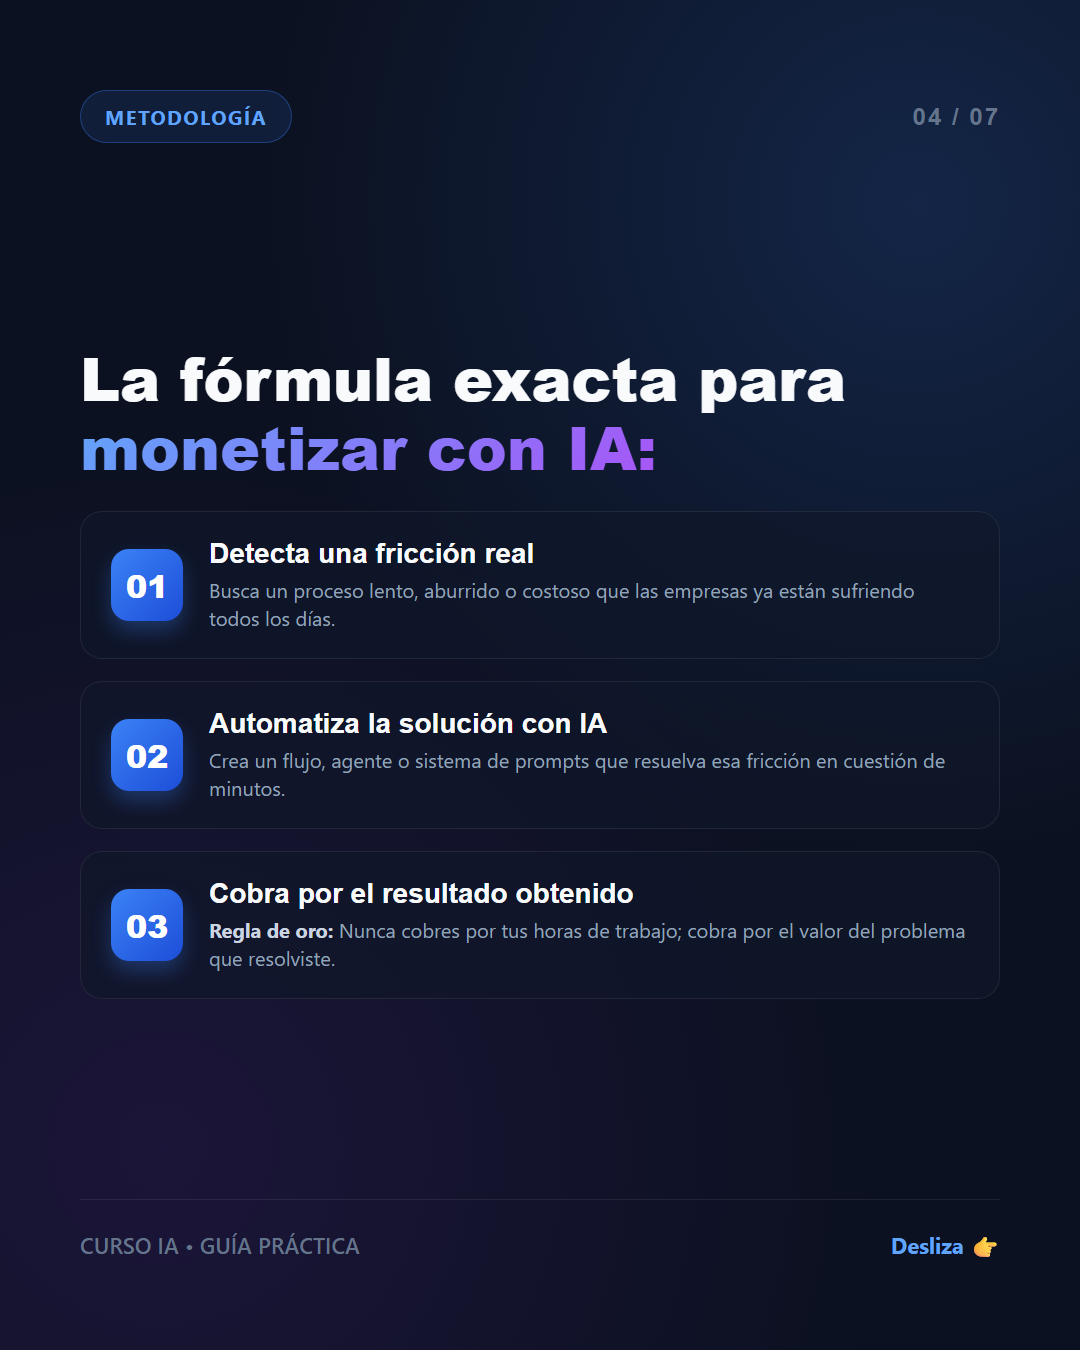 METODOLOGÍA
04 / 07
La fórmula exacta para
monetizar con IA:
01
Detecta una fricción real
Busca un proceso lento, aburrido o costoso que las empresas ya están sufriendo
todos los días.
02
Automatiza la solución con IA
Crea un flujo, agente o sistema de prompts que resuelva esa fricción en cuestión de
minutos.
03
Cobra por el resultado obtenido
Regla de oro: Nunca cobres por tus horas de trabajo; cobra por el valor del problema
que resolviste.
CURSO IA • GUÍA PRÁCTICA
Desliza 👉